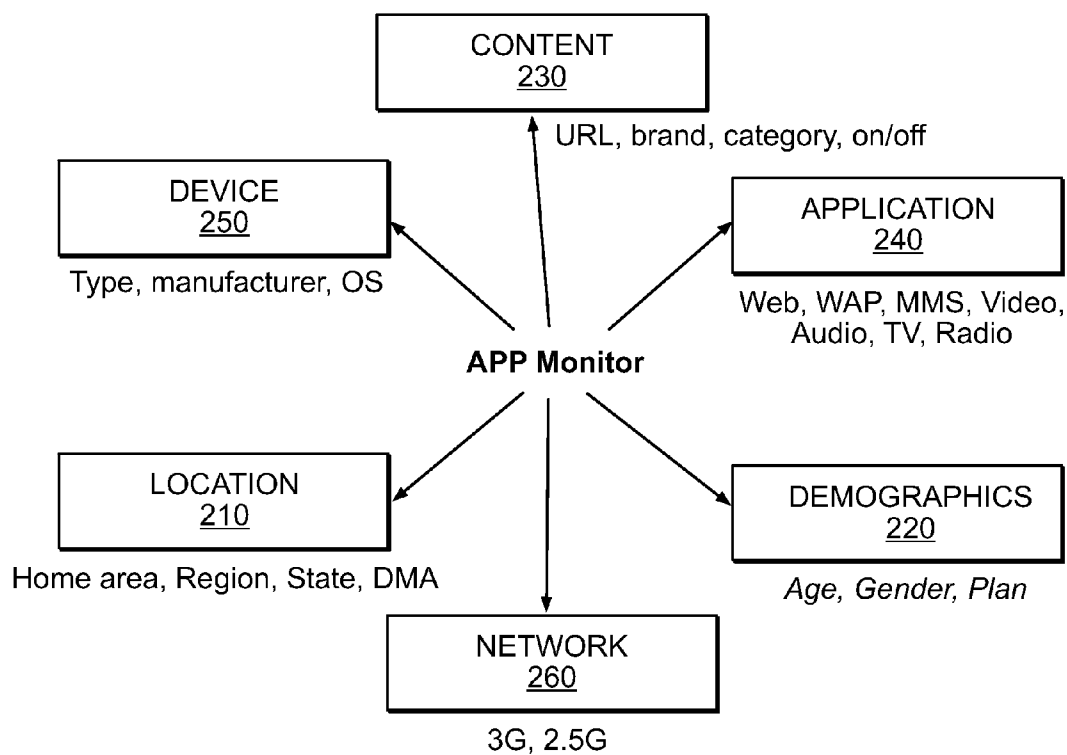 CONTENT
230
URL, brand, category, on/off
DEVICE
250
Type, manufacturer, OS
APPLICATION
240
Web, WAP, MMS, Video,
Audio, TV, Radio
APP Monitor
LOCATION
210
Home area, Region, State, DMA
DEMOGRAPHICS
220
Age, Gender, Plan
NETWORK
260
3G, 2.5G